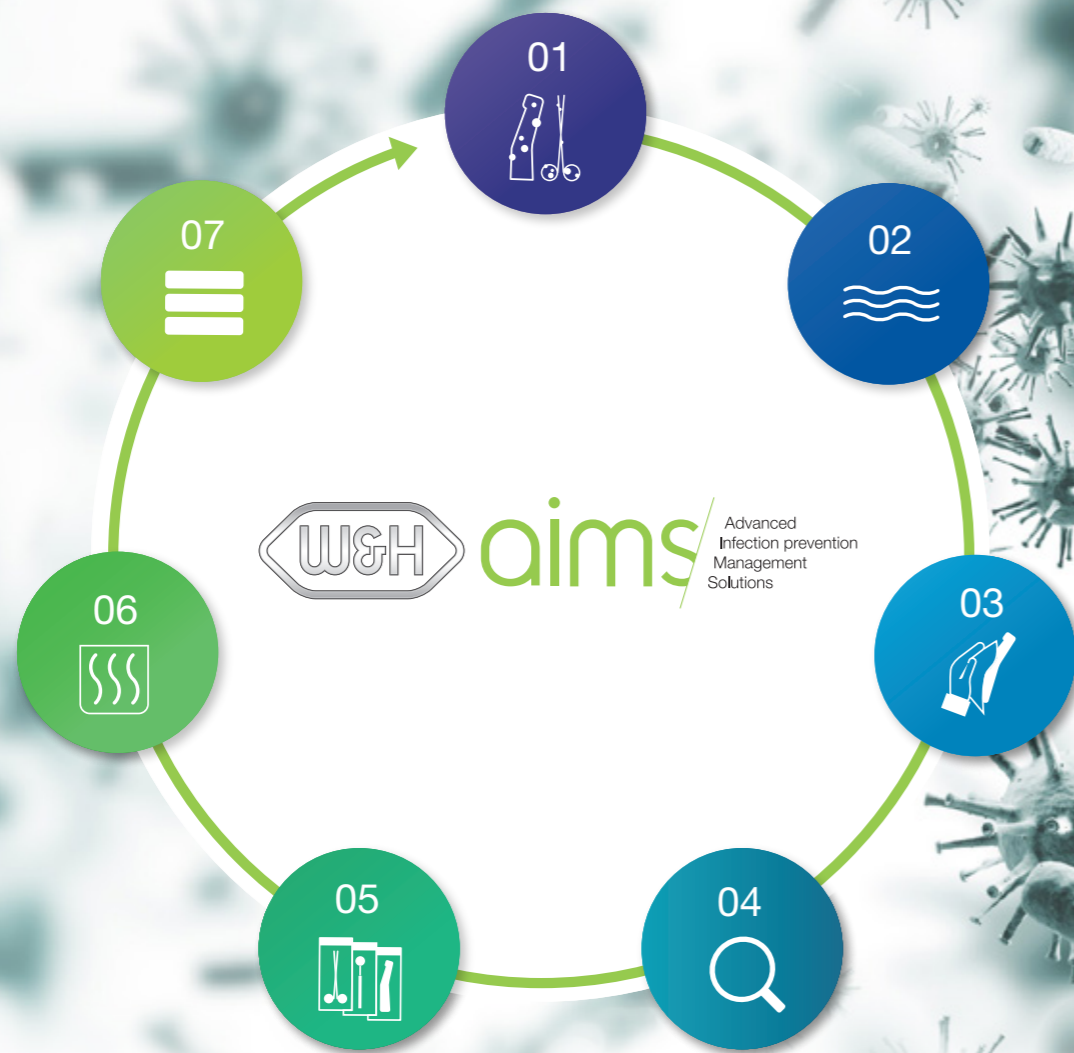 01
02
03
04
05
06
07
W&H aims
Advanced
Infection prevention
Management
Solutions